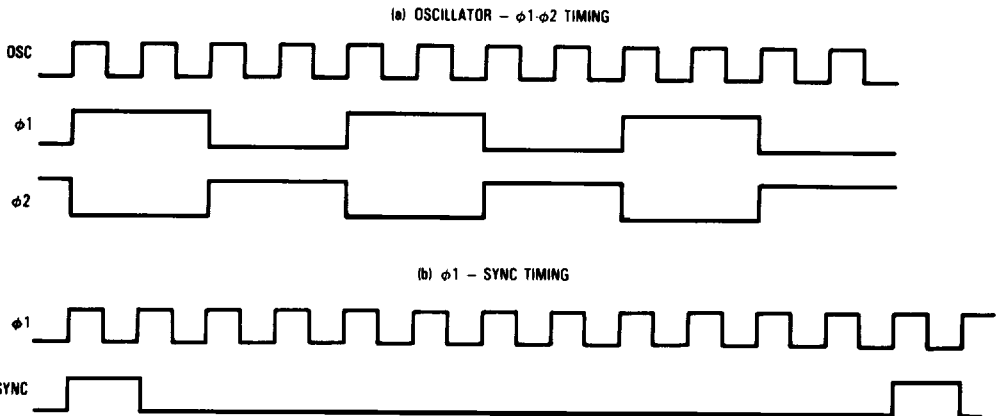 (a) OSCILLATOR – ϕ1-ϕ2 TIMING
OSC
ϕ1
ϕ2
(b) ϕ1 – SYNC TIMING
ϕ1
SYNC